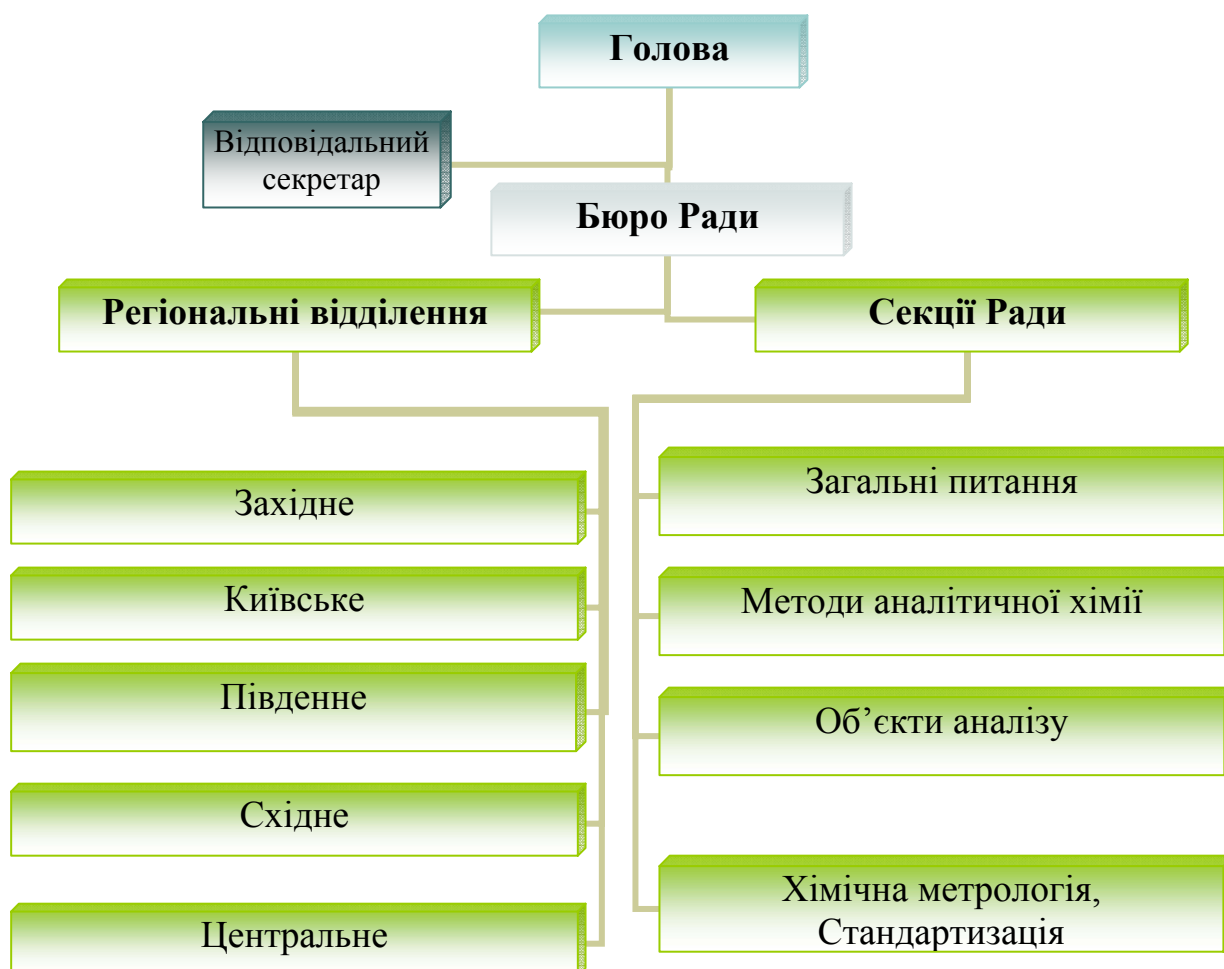 Голова
Відповідальний
секретар
Бюро Ради
Регіональні відділення
Секції Ради
Західне
Київське
Південне
Східне
Центральне
Загальні питання
Методи аналітичної хімії
Об’єкти аналізу
Хімічна метрологія,
Стандартизація